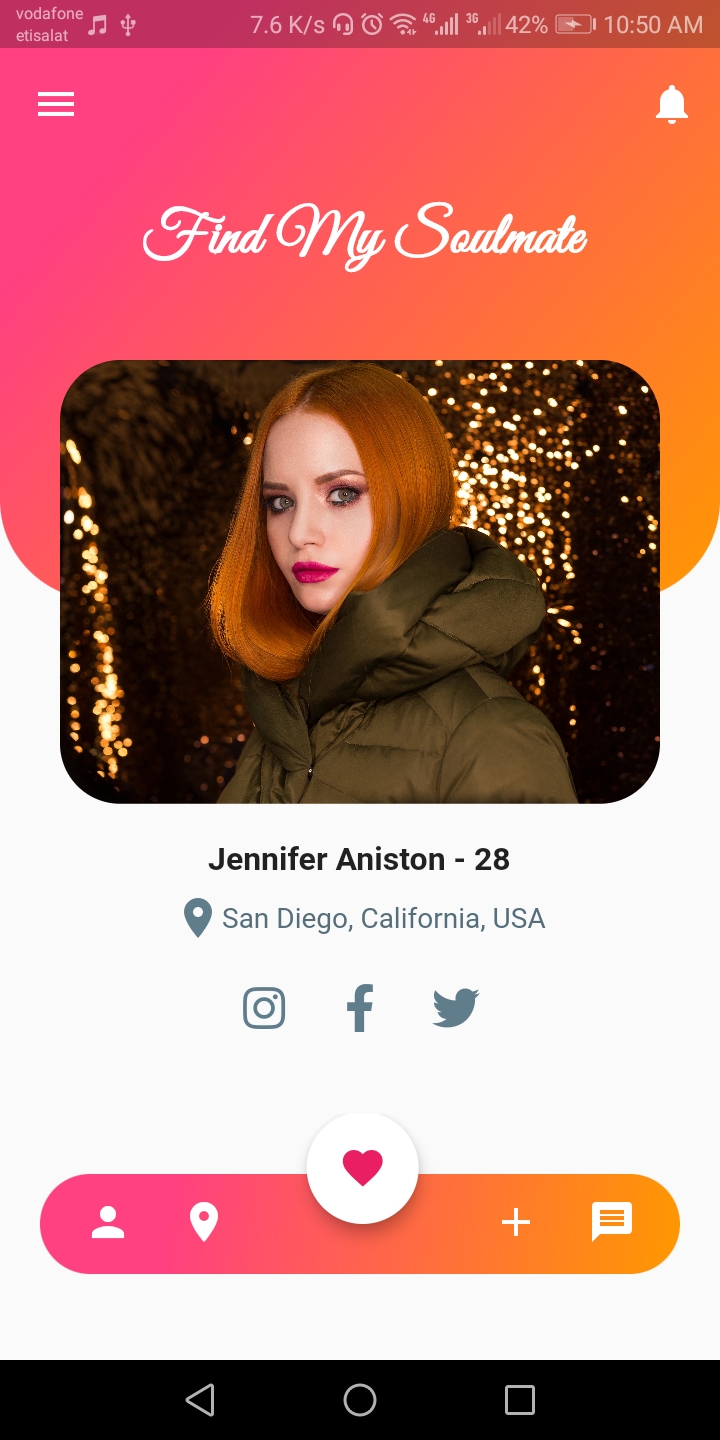 vodafone
etisalat
7.6 K/s 4G 3G 42% 10:50 AM
Find My Soulmate
Jennifer Aniston - 28
San Diego, California, USA